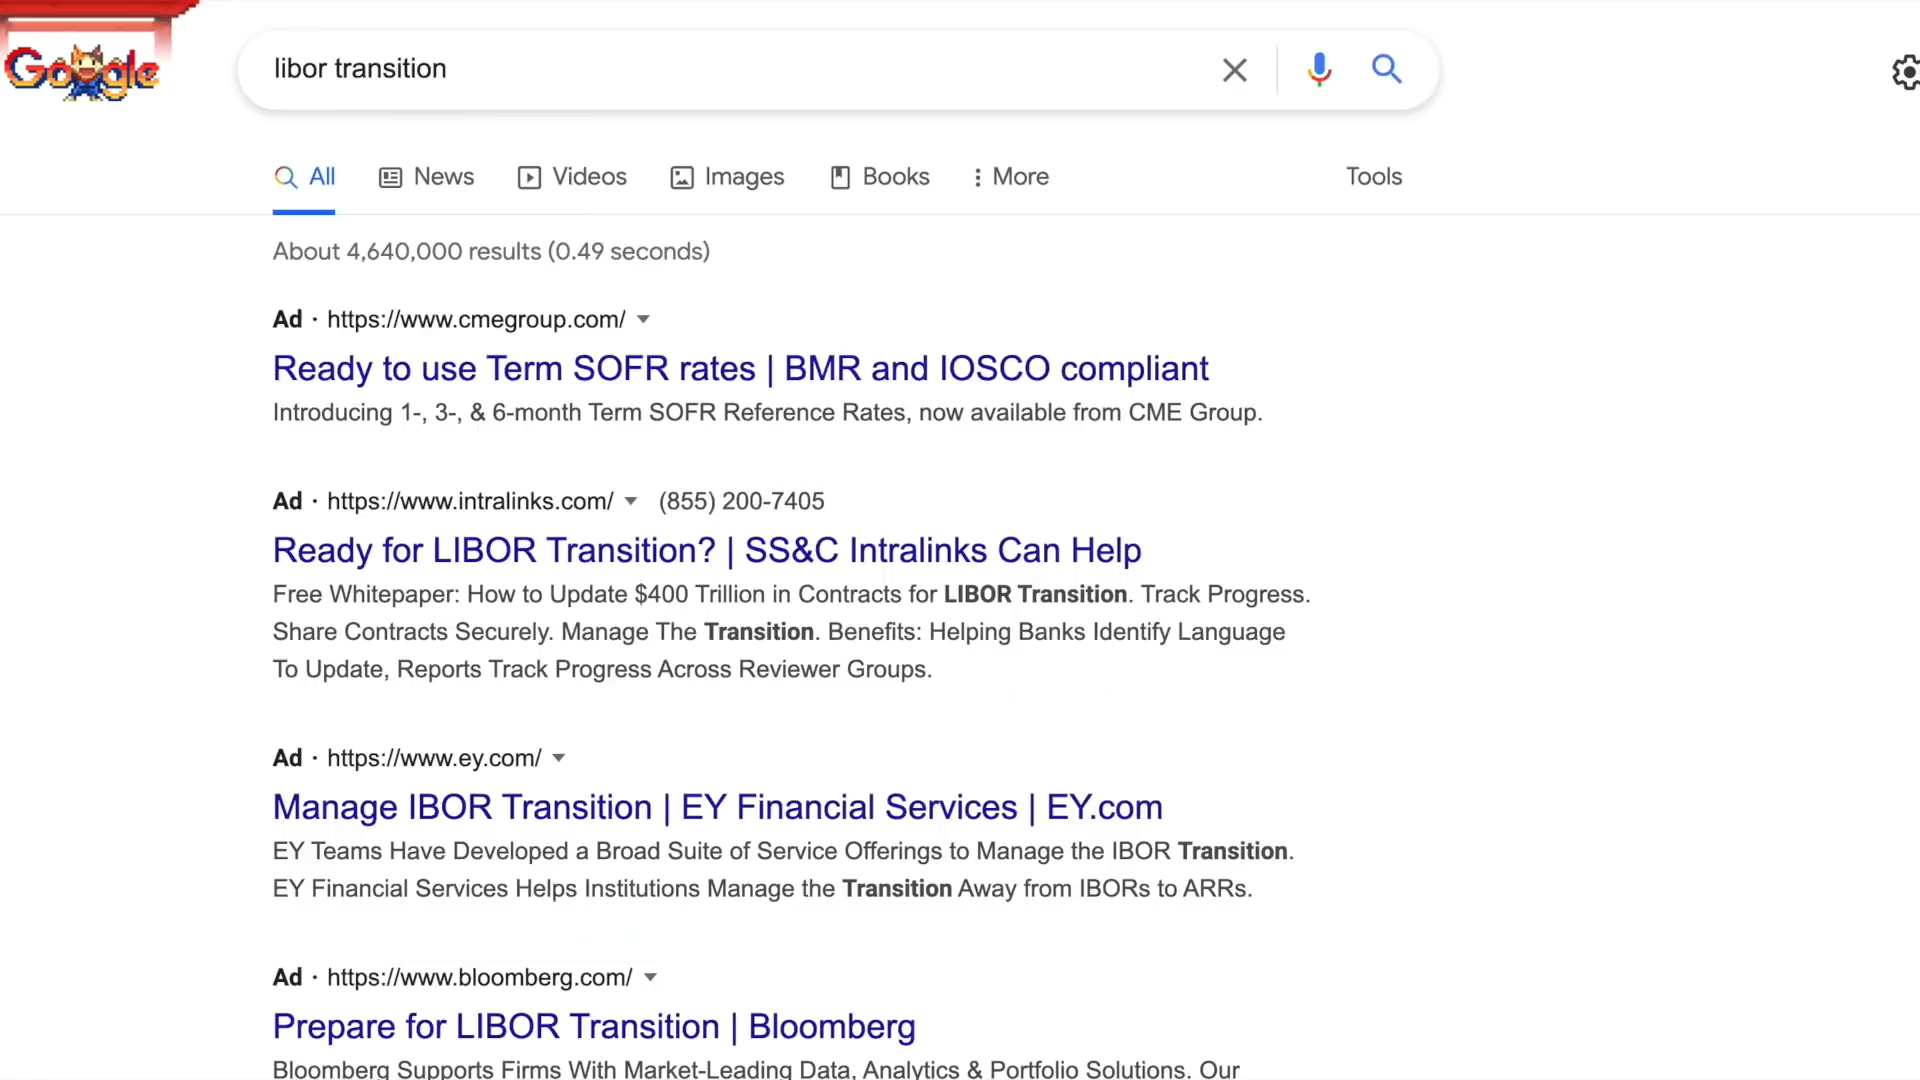 Google
libor transition
All News Videos Images Books More Tools
About 4,640,000 results (0.49 seconds)
Ad · https://www.cmegroup.com/
Ready to use Term SOFR rates | BMR and IOSCO compliant
Introducing 1-, 3-, & 6-month Term SOFR Reference Rates, now available from CME Group.
Ad · https://www.intralinks.com/ (855) 200-7405
Ready for LIBOR Transition? | SS&C Intralinks Can Help
Free Whitepaper: How to Update $400 Trillion in Contracts for LIBOR Transition. Track Progress.
Share Contracts Securely. Manage The Transition. Benefits: Helping Banks Identify Language
To Update, Reports Track Progress Across Reviewer Groups.
Ad · https://www.ey.com/
Manage IBOR Transition | EY Financial Services | EY.com
EY Teams Have Developed a Broad Suite of Service Offerings to Manage the IBOR Transition.
EY Financial Services Helps Institutions Manage the Transition Away from IBORs to ARRs.
Ad · https://www.bloomberg.com/
Prepare for LIBOR Transition | Bloomberg
Bloomberg Supports Firms With Market-Leading Data, Analytics & Portfolio Solutions. Our